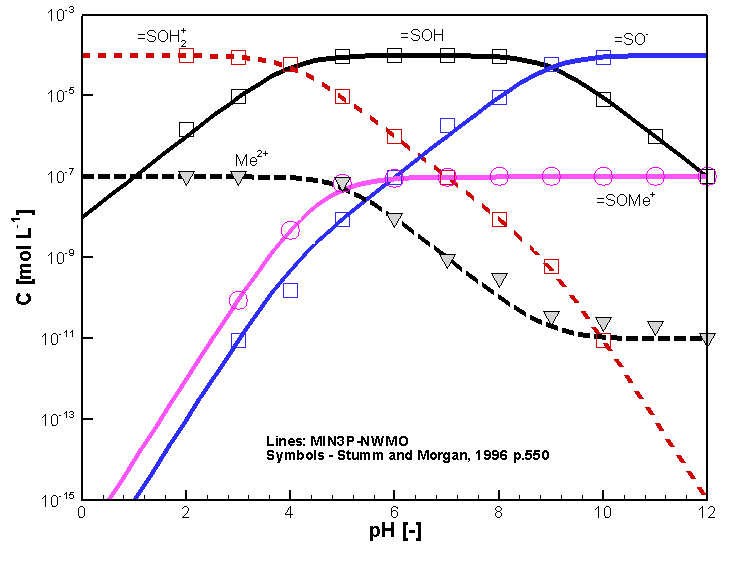 10-3
=SOH2+
=SOH
=SO-
10-5
Me2+
10-7
=SOMe+
C [mol L-1]
10-9
10-11
10-13
Lines: MIN3P-NWMO
Symbols - Stumm and Morgan, 1996 p.550
10-15
0 2 4 6 8 10 12
pH [-]